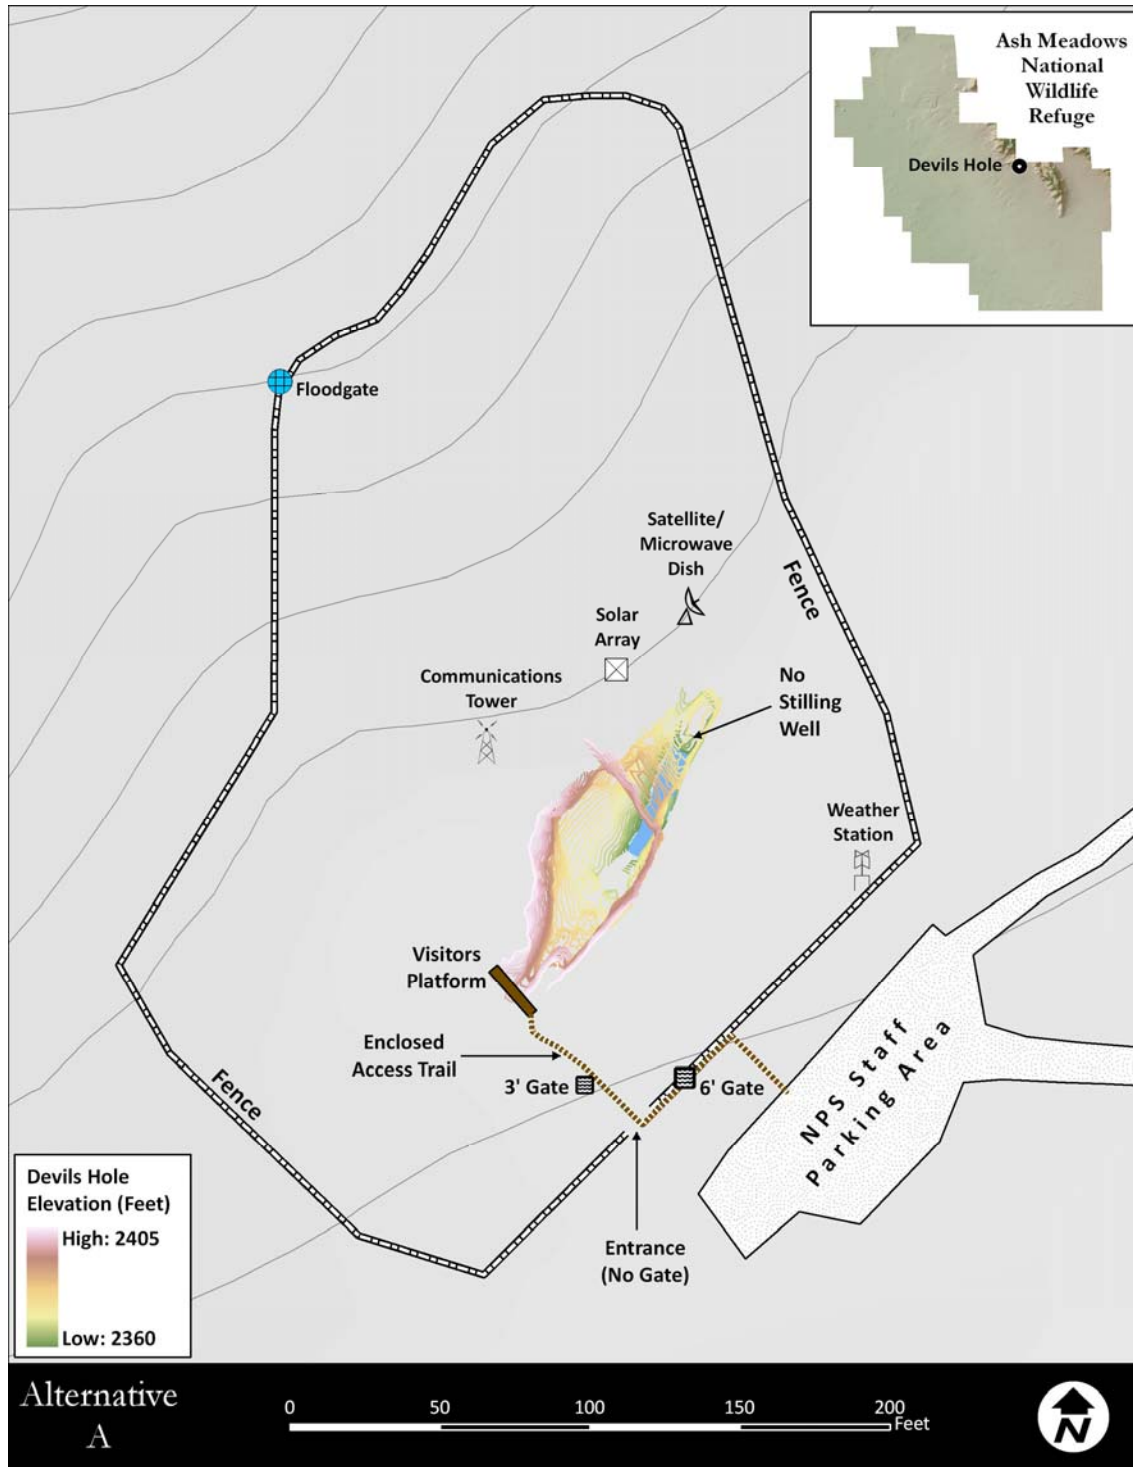 Ash Meadows
National
Wildlife
Refuge
Devils Hole
Floodgate
Satellite/
Microwave
Dish
Fence
Solar
Array
Communications
Tower
No
Stilling
Well
Weather
Station
Visitors
Platform
Enclosed
Access Trail
3' Gate
6' Gate
NPS Staff
Parking Area
Fence
Entrance
(No Gate)
Devils Hole
Elevation (Feet)
High: 2405
Low: 2360
Alternative
A
0 50 100 150 200
Feet
N